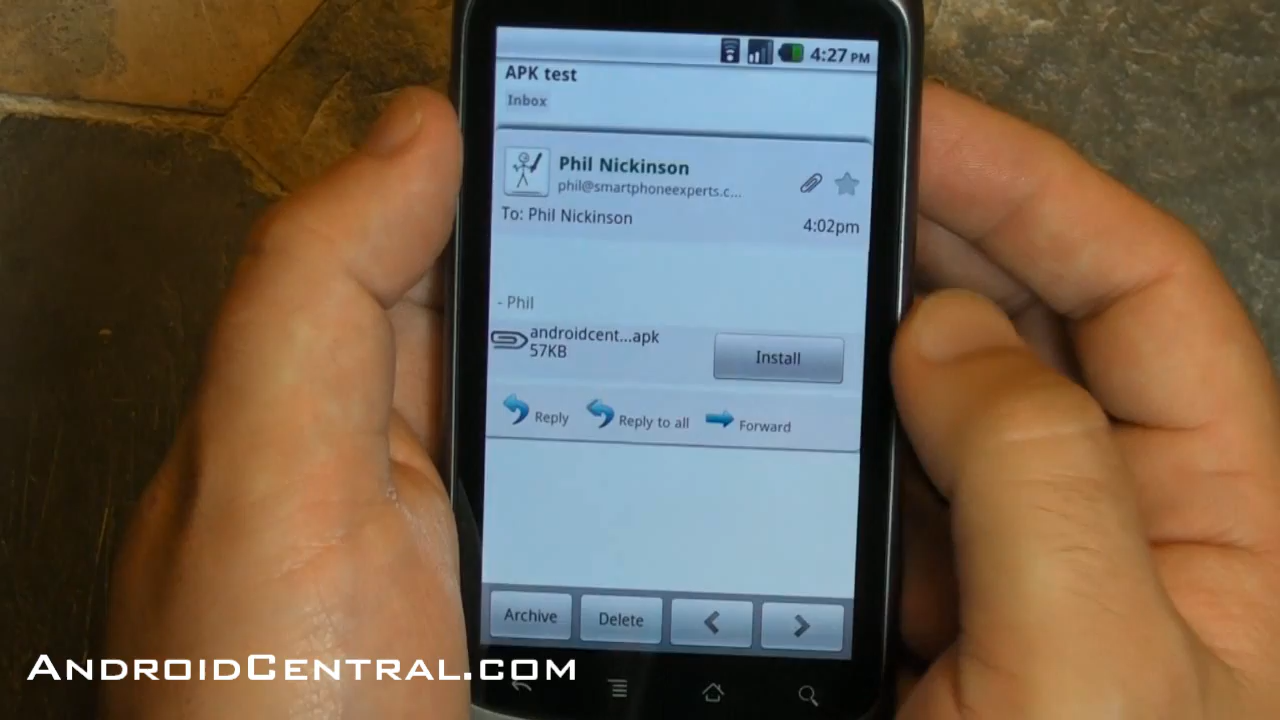 4:27 PM
APK test
Inbox
Phil Nickinson
phil@smartphoneexperts.c...
To: Phil Nickinson
4:02pm
- Phil
androidcent...apk
57KB
Install
Reply
Reply to all
Forward
Archive
Delete
AndroidCentral.com